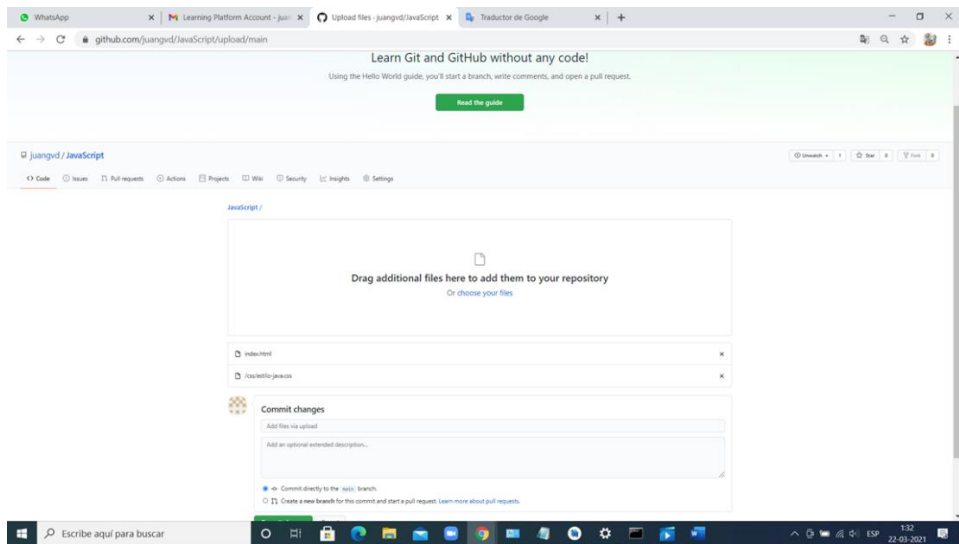 WhatsApp
Learning Platform Account - juan
Upload files · juangvd/JavaScript
Traductor de Google
github.com/juangvd/JavaScript/upload/main
Learn Git and GitHub without any code!
Using the Hello World guide, you'll start a branch, write comments, and open a pull request.
Read the guide
juangvd / JavaScript
Unwatch 1 Star 0 Fork 0
Code Issues Pull requests Actions Projects Wiki Security Insights Settings
JavaScript /
Drag additional files here to add them to your repository
Or choose your files
index.html
/css/estilo-java.css
Commit changes
Add files via upload
Add an optional extended description...
Commit directly to the main branch.
Create a new branch for this commit and start a pull request. Learn more about pull requests.
Escribe aquí para buscar
ESP
1:32
22-03-2021